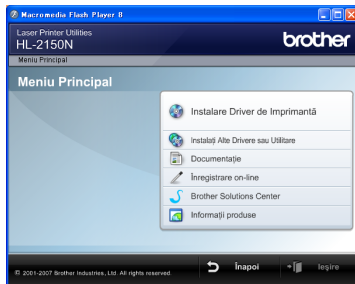 Macromedia Flash Player 8
Laser Printer Utilities
HL-2150N
brother
Meniu Principal
Meniu Principal
Instalare Driver de Imprimantă
Instalaţi Alte Drivere sau Utilitare
Documentaţie
Înregistrare on-line
Brother Solutions Center
Informaţii produse
© 2001-2007 Brother Industries, Ltd. All rights reserved
Înapoi
Ieşire